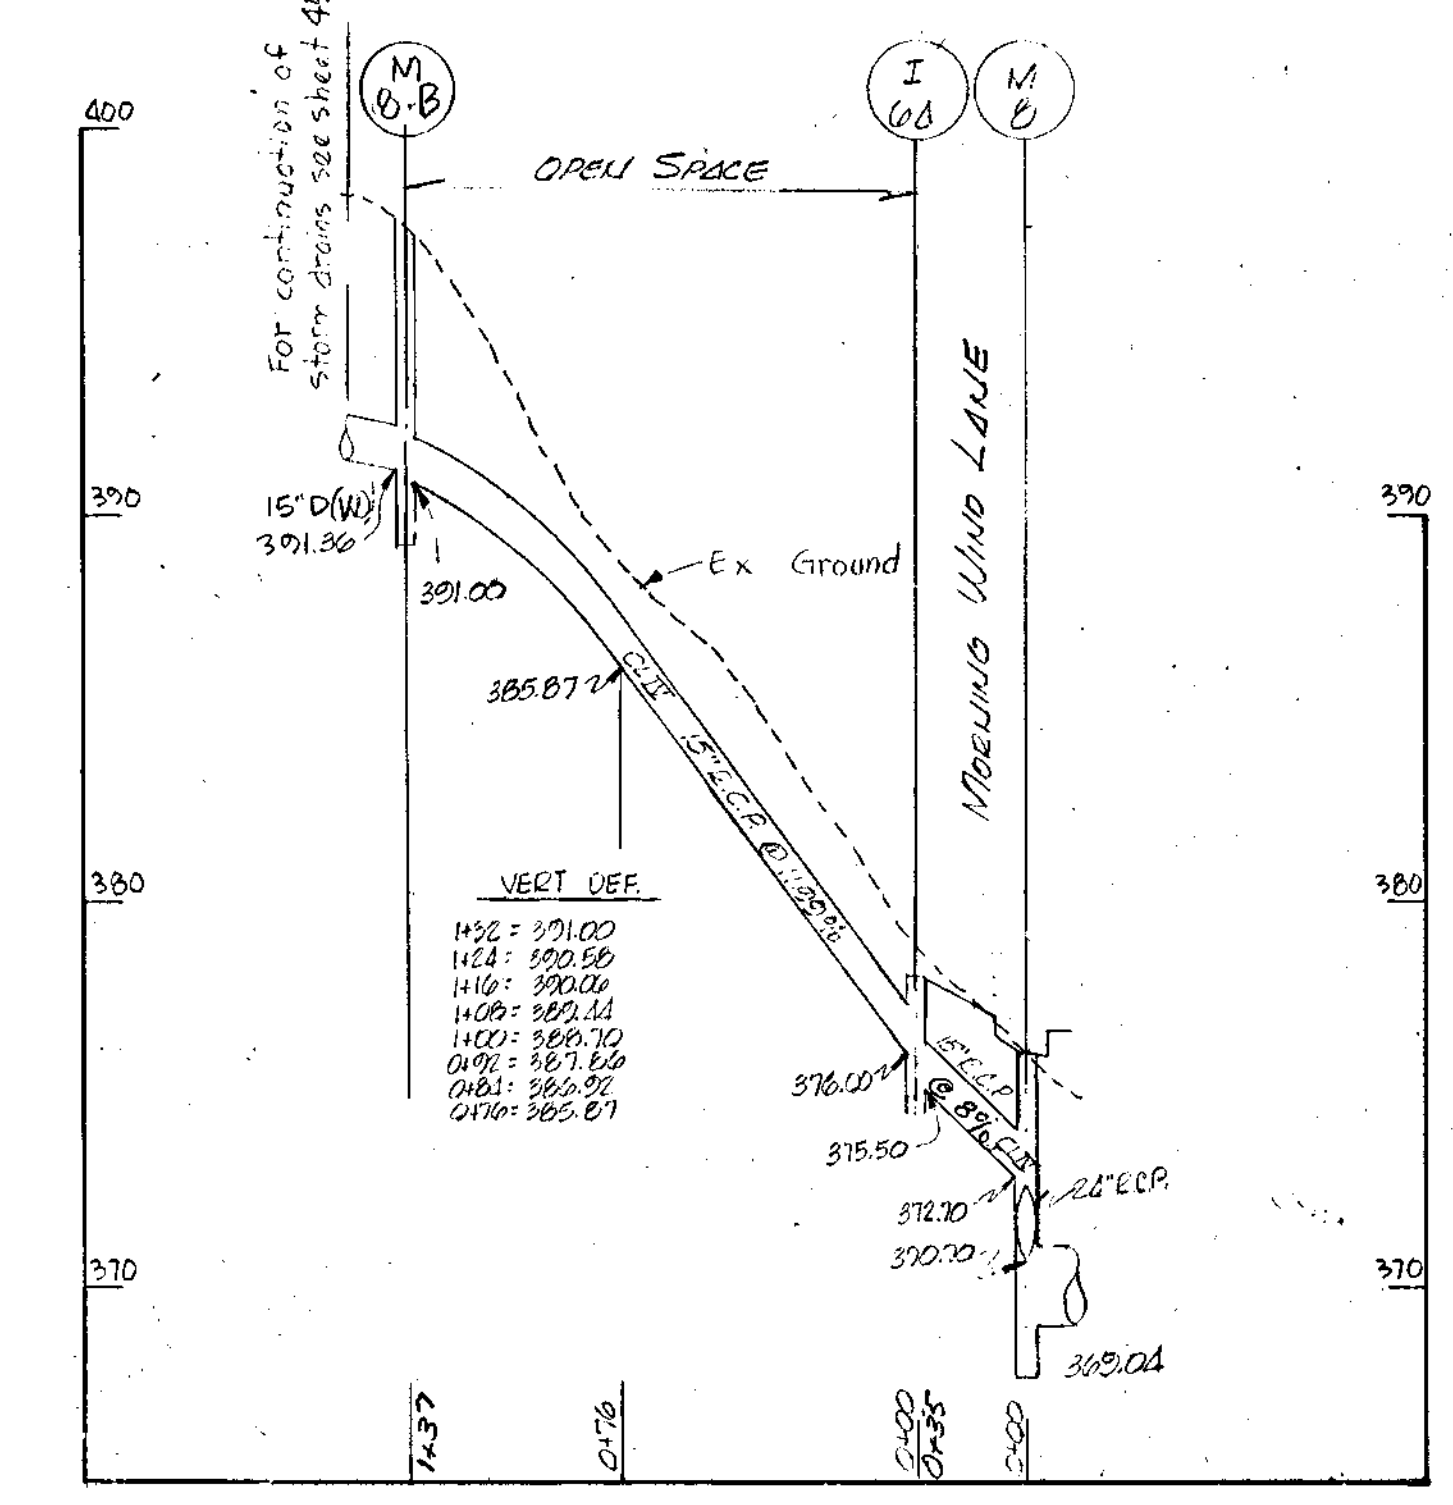 For continuation of
storm drains see sheet 4
M
8-B
I
6A
M
8
400
OPEN SPACE
MORNING WIND LANE
390
390
15" D(W)
391.36
391.00
Ex Ground
385.87
CL IV 15" R.C.P. @
380
380
VERT DEF.
1+32 = 391.00
1+24 = 390.58
1+16 = 390.06
1+08 = 389.44
1+00 = 388.70
0+92 = 387.86
0+84 = 386.92
0+76 = 385.87
376.00
15" R.C.P.
@ 8% CL IV
375.50
24" R.C.P.
372.70
370.70
370
370
369.04
1+37
0+76
0+00
0+35
0+00